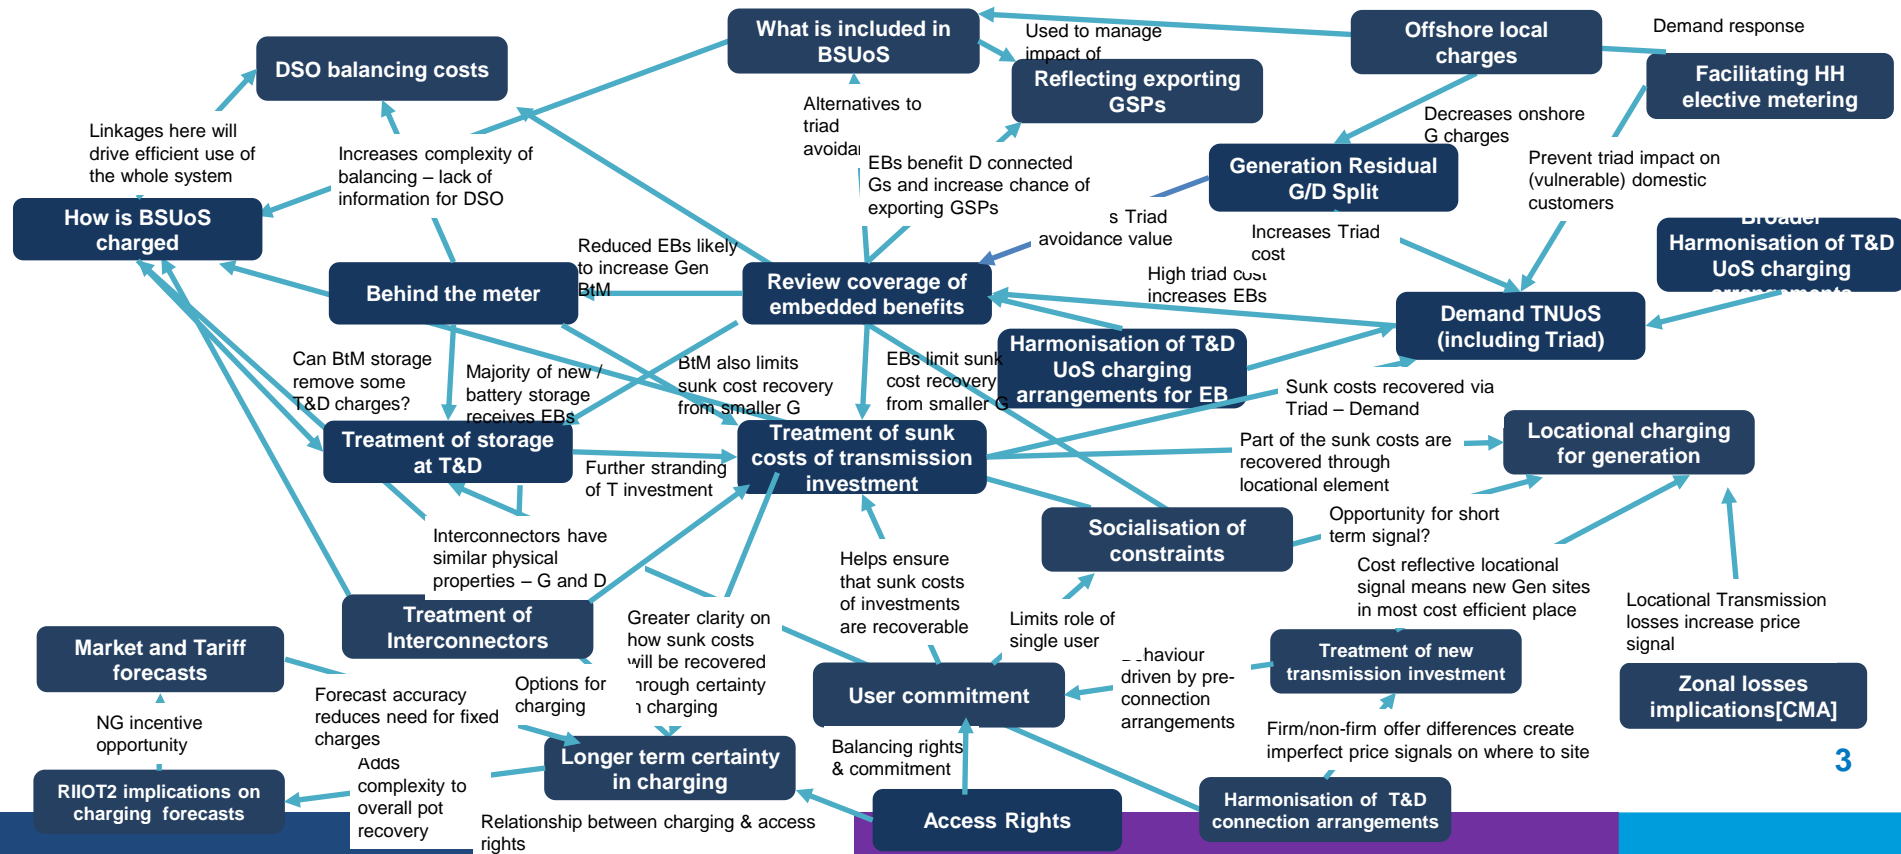 What is included in
BSUoS
Offshore local
charges
Demand response
Used to manage
impact of
DSO balancing costs
Reflecting exporting
GSPs
Facilitating HH
elective metering
Alternatives to
triad
Linkages here will
drive efficient use of
the whole system
Increases complexity of
balancing – lack of
information for DSO
EBs benefit D connected
Gs and increase chance of
exporting GSPs
Decreases onshore
G charges
Generation Residual
G/D Split
Prevent triad impact on
(vulnerable) domestic
customers
How is BSUoS
charged
s Triad
avoidance value
Increases Triad
cost
Broader
Harmonisation of T&D
UoS charging
arrangements
Reduced EBs likely
to increase Gen
BtM
Behind the meter
Review coverage of
embedded benefits
High triad cost
increases EBs
Demand TNUoS
(including Triad)
Can BtM storage
remove some
T&D charges?
Majority of new /
battery storage
receives EBs
BtM also limits
sunk cost recovery
from smaller G
EBs limit sunk
cost recovery
from smaller G
Harmonisation of T&D
UoS charging
arrangements for EB
Sunk costs recovered via
Triad – Demand
Treatment of storage
at T&D
Further stranding
of T investment
Treatment of sunk
costs of transmission
investment
Part of the sunk costs are
recovered through
locational element
Locational charging
for generation
Interconnectors have
similar physical
properties – G and D
Socialisation of
constraints
Opportunity for short
term signal?
Helps ensure
that sunk costs
of investments
are recoverable
Cost reflective locational
signal means new Gen sites
in most cost efficient place
Locational Transmission
losses increase price
signal
Treatment of
Interconnectors
Greater clarity on
how sunk costs
will be recovered
through certainty
in charging
Limits role of
single user
Market and Tariff
forecasts
Treatment of new
transmission investment
Behaviour
driven by pre-
connection
arrangements
User commitment
Zonal losses
implications[CMA]
Forecast accuracy
reduces need for fixed
charges
Options for
charging
NG incentive
opportunity
Firm/non-firm offer differences create
imperfect price signals on where to site
Balancing rights
& commitment
Longer term certainty
in charging
Adds
complexity to
overall pot
recovery
RIIOT2 implications on
charging forecasts
Harmonisation of T&D
connection arrangements
Access Rights
Relationship between charging & access
rights
3